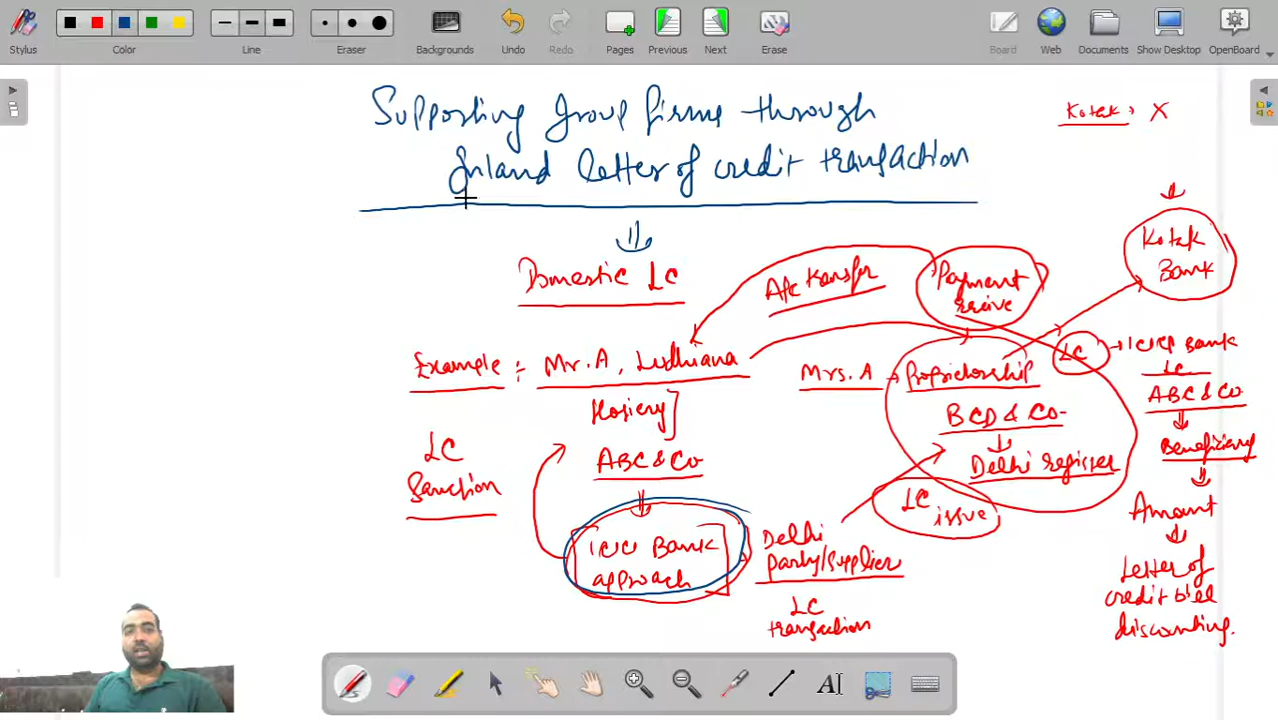 Stylus
Color
Line
Eraser
Backgrounds
Undo
Redo
Pages
Previous
Next
Erase
Board
Web
Documents
Show Desktop
OpenBoard
Supporting Group firms through
Inland letter of credit transaction
Kotak : X
Domestic LC
A/c transfer
Payment
Kotak
Bank
Example :- Mr. A, Ludhiana
Hosiery
ABC & Co
LC
Sanction
ICICI Bank
approach
Delhi
party/supplier
LC
transaction
Mrs. A
Proprietorship
BCD & CO-
Delhi register
LC
issue
LC
ICICI Bank
LC
ABC & CO
Beneficiary
Amount
Letter of
credit bill
discounting.
AI